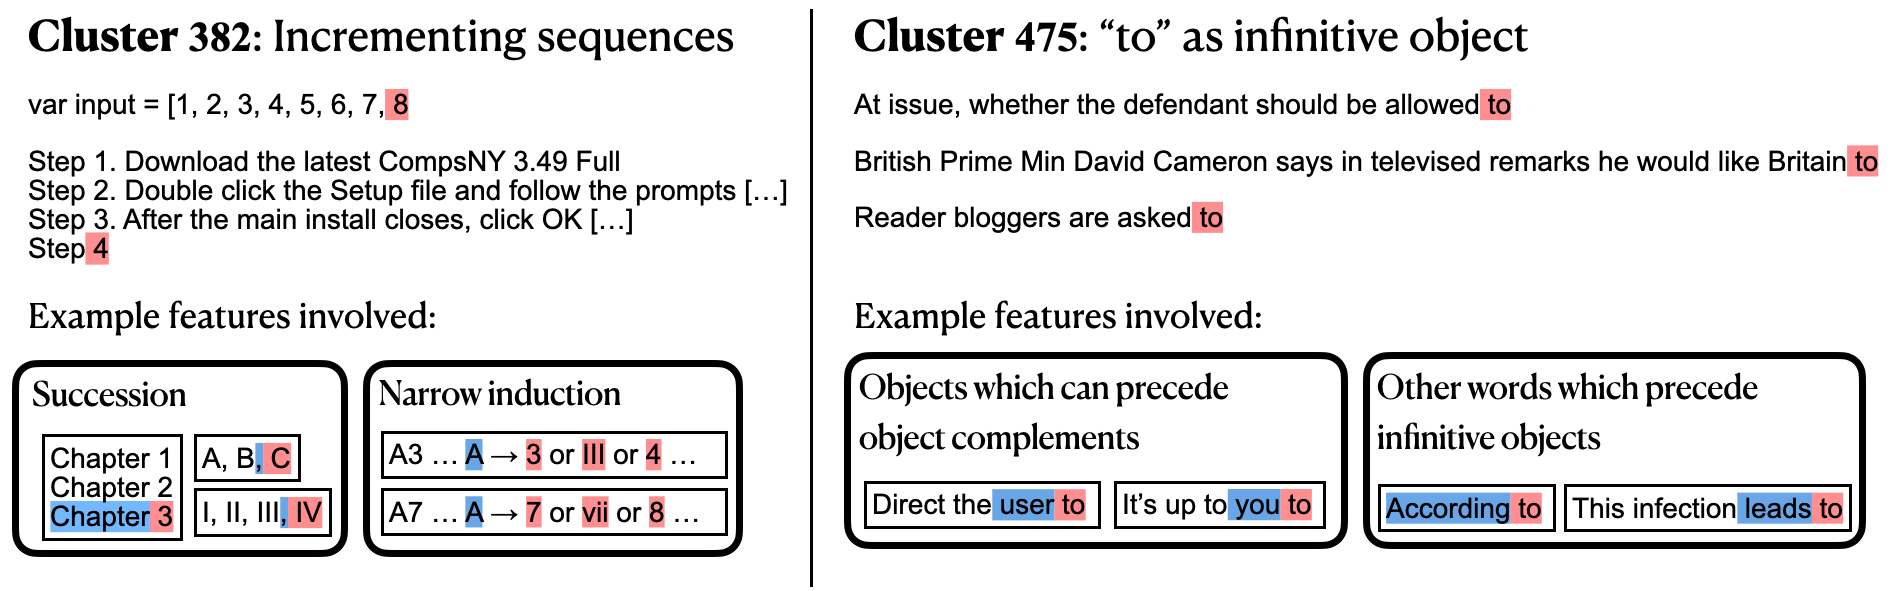 Cluster 382: Incrementing sequences
var input = [1, 2, 3, 4, 5, 6, 7, 8
Step 1. Download the latest CompsNY 3.49 Full
Step 2. Double click the Setup file and follow the prompts […]
Step 3. After the main install closes, click OK […]
Step 4
Example features involved:
Succession
Chapter 1
Chapter 2
Chapter 3
A, B, C
I, II, III, IV
Narrow induction
A3 … A → 3 or III or 4 …
A7 … A → 7 or vii or 8 …
Cluster 475: “to” as infinitive object
At issue, whether the defendant should be allowed to
British Prime Min David Cameron says in televised remarks he would like Britain to
Reader bloggers are asked to
Example features involved:
Objects which can precede
object complements
Direct the user to
It’s up to you to
Other words which precede
infinitive objects
According to
This infection leads to